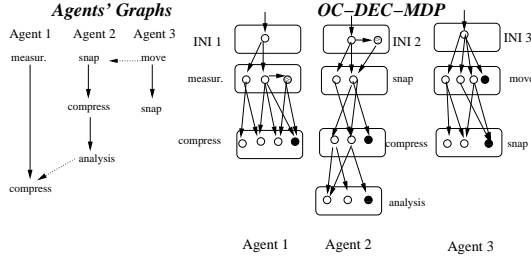 Agents' Graphs
Agent 1 Agent 2 Agent 3
measur. snap move
compress snap
analysis
compress
OC-DEC-MDP
INI 1 INI 2 INI 3
measur. snap move
compress compress snap
analysis
Agent 1 Agent 2 Agent 3